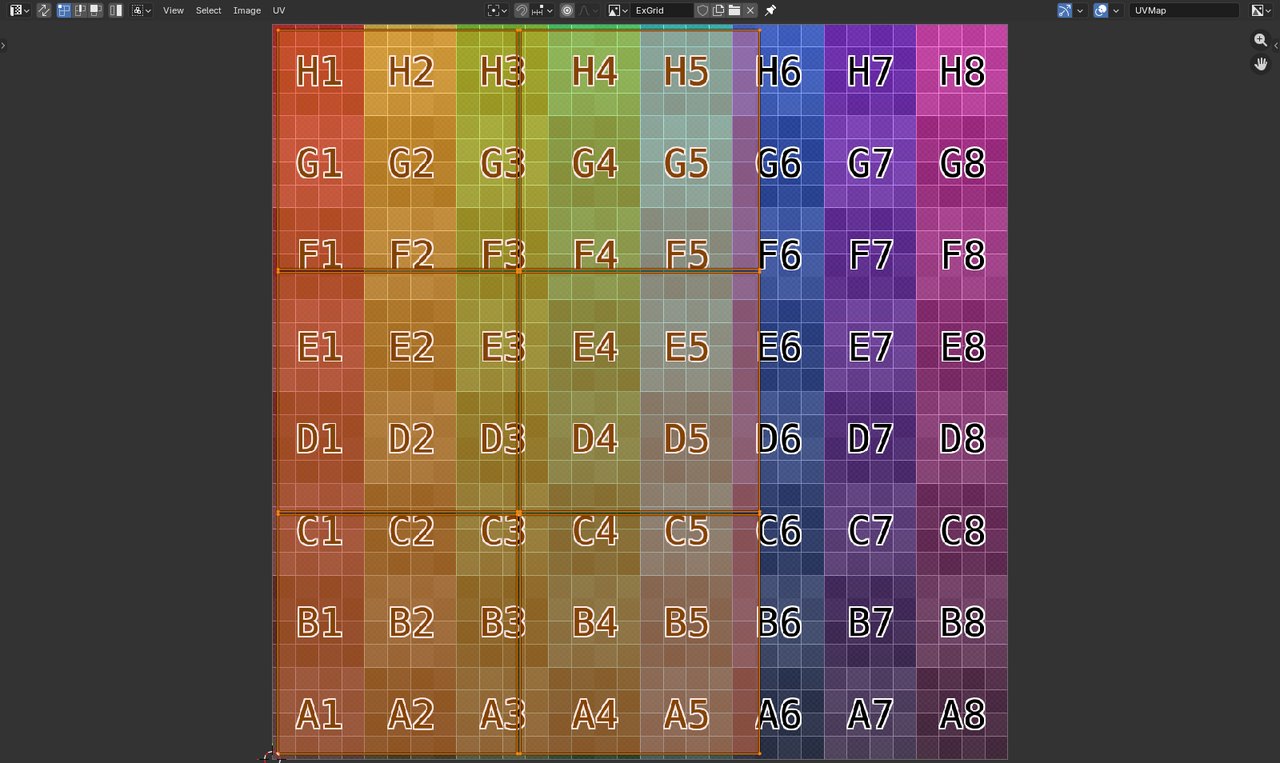 View Select Image UV ExGrid UVMap
H1 H2 H3 H4 H5 H6 H7 H8
G1 G2 G3 G4 G5 G6 G7 G8
F1 F2 F3 F4 F5 F6 F7 F8
E1 E2 E3 E4 E5 E6 E7 E8
D1 D2 D3 D4 D5 D6 D7 D8
C1 C2 C3 C4 C5 C6 C7 C8
B1 B2 B3 B4 B5 B6 B7 B8
A1 A2 A3 A4 A5 A6 A7 A8